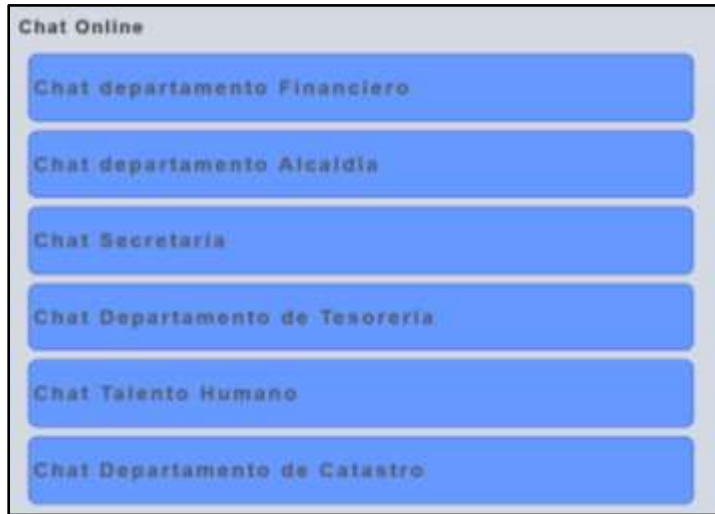 Chat Online
Chat departamento Financiero
Chat departamento Alcaldia
Chat Secretaria
Chat Departamento de Tesoreria
Chat Talento Humano
Chat Departamento de Catastro